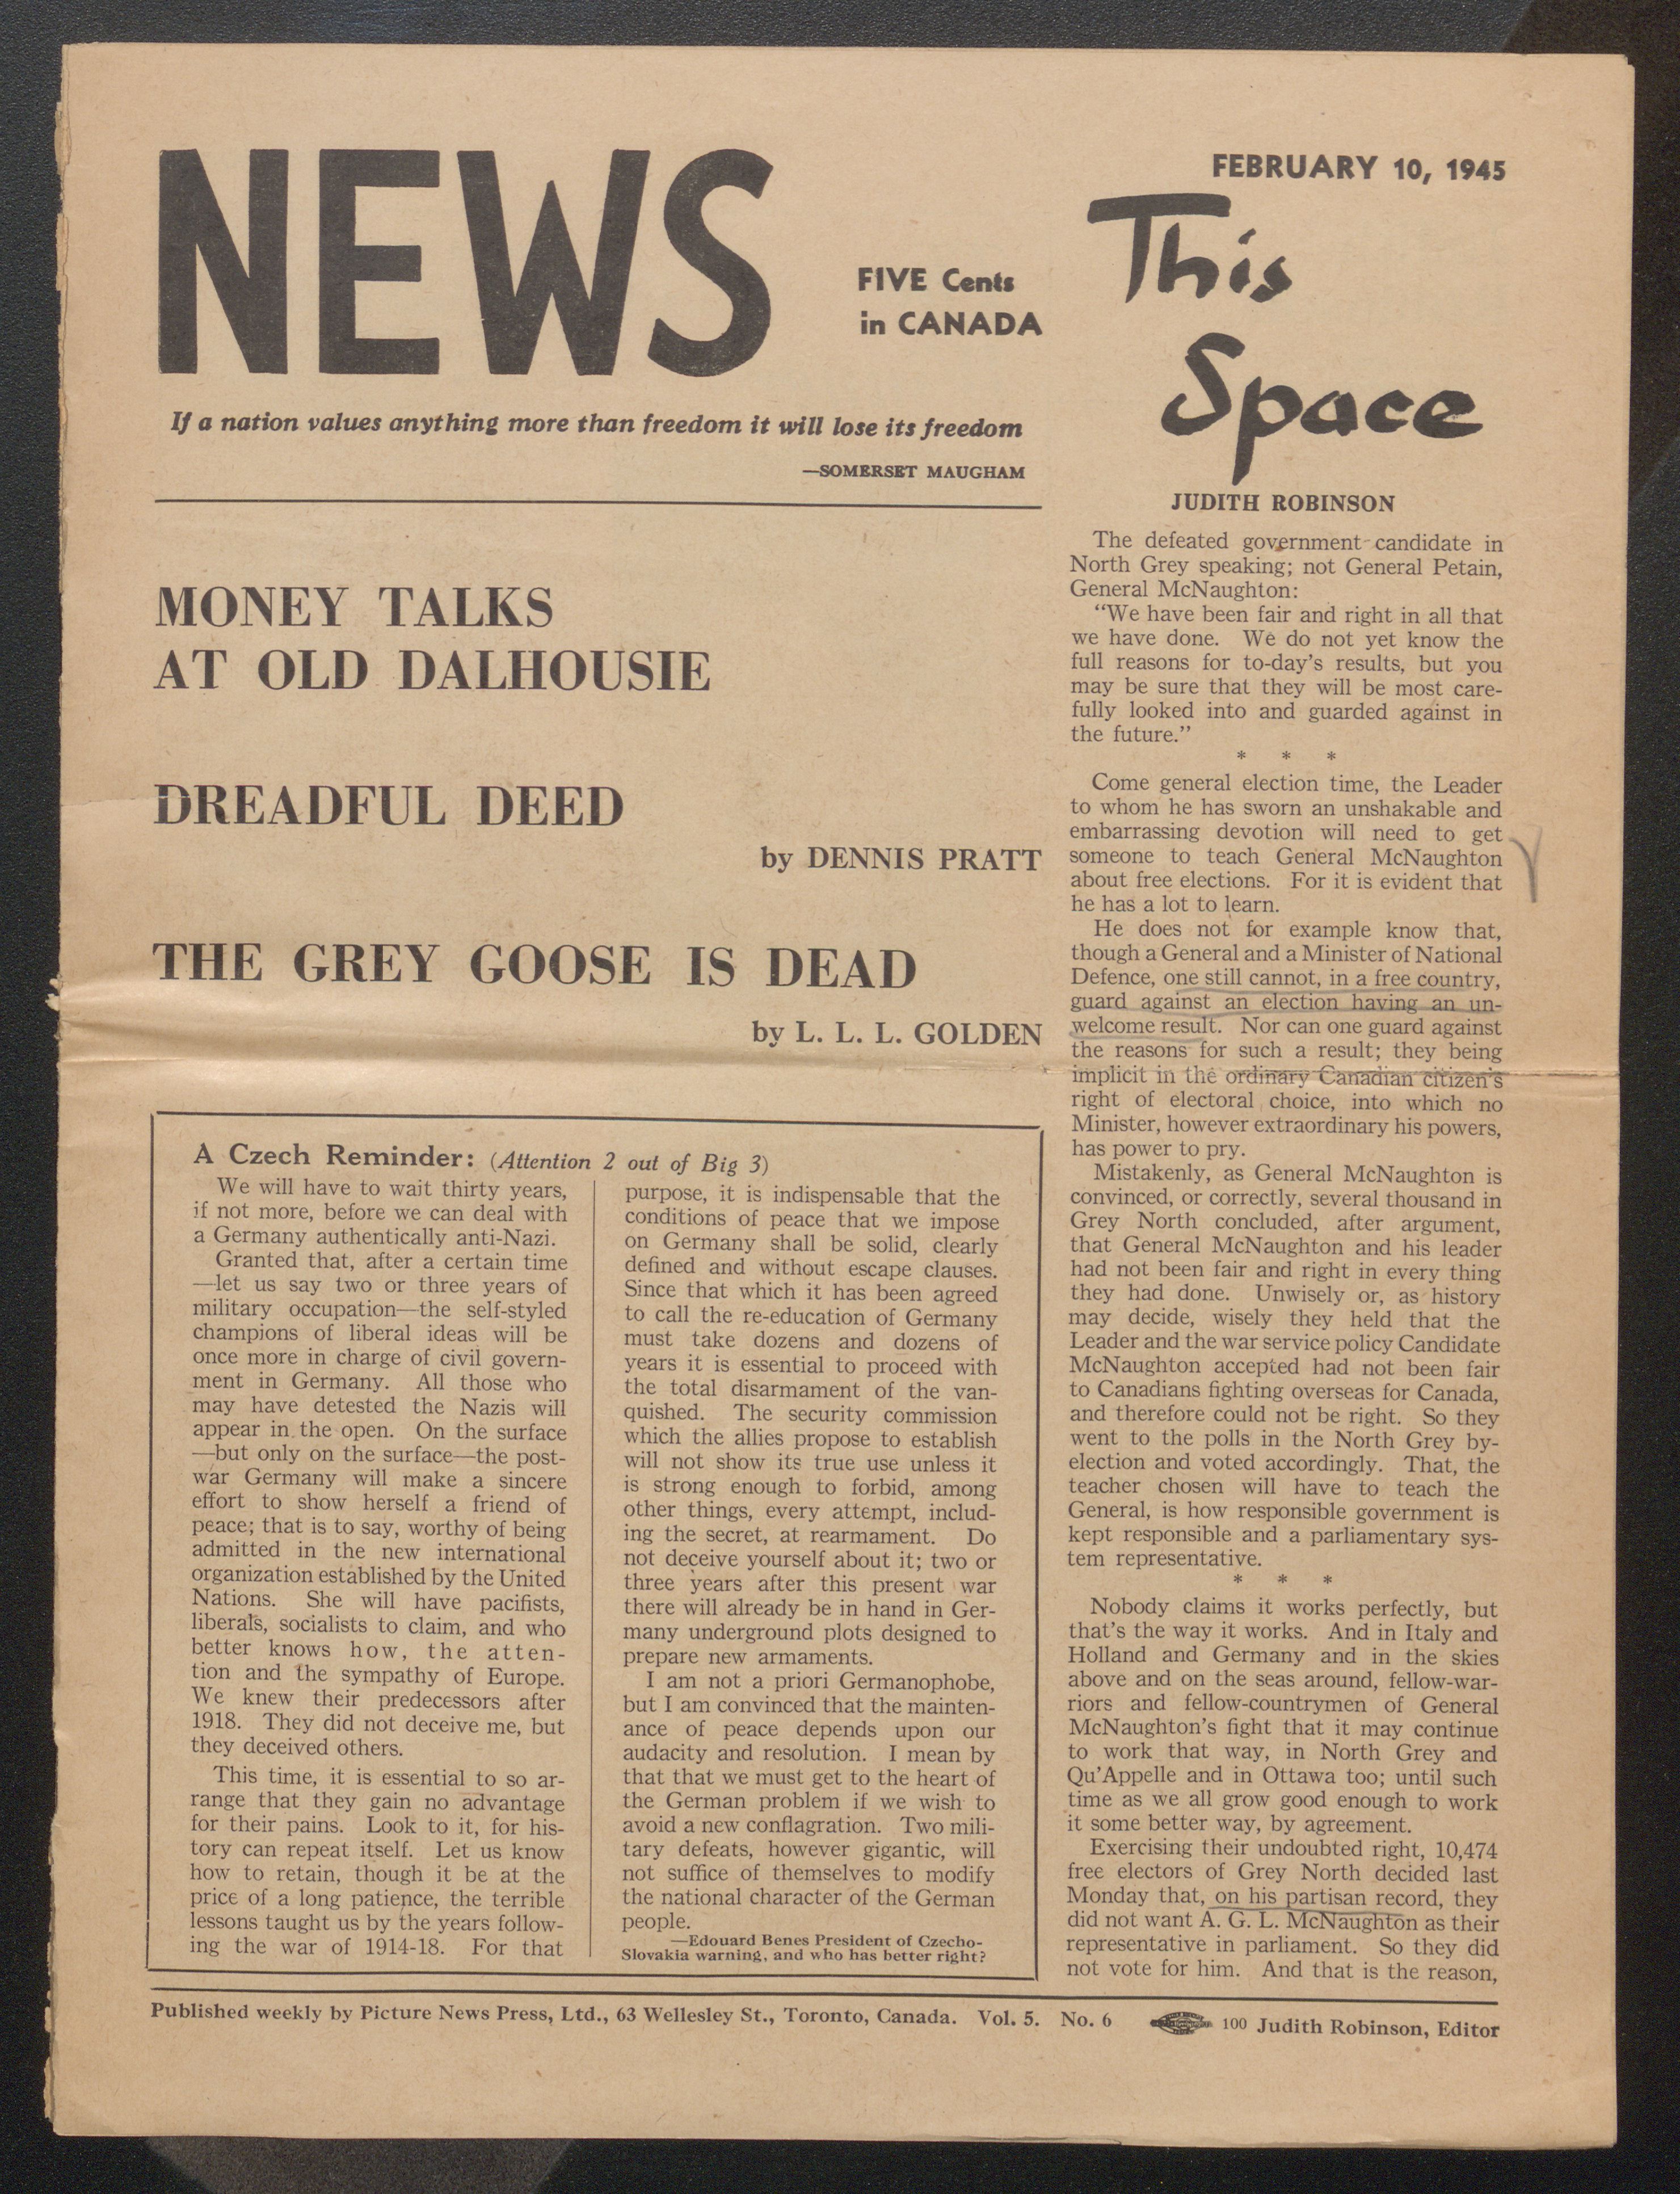 NEWS
FIVE Cents
in CANADA
If a nation values anything more than freedom it will lose its freedom
—SOMERSET MAUGHAM
MONEY TALKS
AT OLD DALHOUSIE
DREADFUL DEED
by DENNIS PRATT
THE GREY GOOSE IS DEAD
by L. L. L. GOLDEN
A Czech Reminder: (Attention 2 out of Big 3)
We will have to wait thirty years,
if not more, before we can deal with
a Germany authentically anti-Nazi.
Granted that, after a certain time
—let us say two or three years of
military occupation—the self-styled
champions of liberal ideas will be
once more in charge of civil govern-
ment in Germany. All those who
may have detested the Nazis will
appear in the open. On the surface
—but only on the surface—the post-
war Germany will make a sincere
effort to show herself a friend of
peace; that is to say, worthy of being
admitted in the new international
organization established by the United
Nations. She will have pacifists,
liberals, socialists to claim, and who
better knows how, the atten-
tion and the sympathy of Europe.
We knew their predecessors after
1918. They did not deceive me, but
they deceived others.
This time, it is essential to so ar-
range that they gain no advantage
for their pains. Look to it, for his-
tory can repeat itself. Let us know
how to retain, though it be at the
price of a long patience, the terrible
lessons taught us by the years follow-
ing the war of 1914-18. For that
purpose, it is indispensable that the
conditions of peace that we impose
on Germany shall be solid, clearly
defined and without escape clauses.
Since that which it has been agreed
to call the re-education of Germany
must take dozens and dozens of
years it is essential to proceed with
the total disarmament of the van-
quished. The security commission
which the allies propose to establish
will not show its true use unless it
is strong enough to forbid, among
other things, every attempt, includ-
ing the secret, at rearmament. Do
not deceive yourself about it; two or
three years after this present war
there will already be in hand in Ger-
many underground plots designed to
prepare new armaments.
I am not a priori Germanophobe,
but I am convinced that the mainten-
ance of peace depends upon our
audacity and resolution. I mean by
that that we must get to the heart of
the German problem if we wish to
avoid a new conflagration. Two mili-
tary defeats, however gigantic, will
not suffice of themselves to modify
the national character of the German
people.
—Edouard Benes President of Czecho-
Slovakia warning, and who has better right?
FEBRUARY 10, 1945
This
Space
JUDITH ROBINSON
The defeated government candidate in
North Grey speaking; not General Petain,
General McNaughton:
“We have been fair and right in all that
we have done. We do not yet know the
full reasons for to-day’s results, but you
may be sure that they will be most care-
fully looked into and guarded against in
the future.”
* * *
Come general election time, the Leader
to whom he has sworn an unshakable and
embarrassing devotion will need to get
someone to teach General McNaughton
about free elections. For it is evident that
he has a lot to learn.
He does not for example know that,
though a General and a Minister of National
Defence, one still cannot, in a free country,
guard against an election having an un-
welcome result. Nor can one guard against
the reasons for such a result; they being
implicit in the ordinary Canadian citizen’s
right of electoral choice, into which no
Minister, however extraordinary his powers,
has power to pry.
Mistakenly, as General McNaughton is
convinced, or correctly, several thousand in
Grey North concluded, after argument,
that General McNaughton and his leader
had not been fair and right in every thing
they had done. Unwisely or, as history
may decide, wisely they held that the
Leader and the war service policy Candidate
McNaughton accepted had not been fair
to Canadians fighting overseas for Canada,
and therefore could not be right. So they
went to the polls in the North Grey by-
election and voted accordingly. That, the
teacher chosen will have to teach the
General, is how responsible government is
kept responsible and a parliamentary sys-
tem representative.
* * *
Nobody claims it works perfectly, but
that’s the way it works. And in Italy and
Holland and Germany and in the skies
above and on the seas around, fellow-war-
riors and fellow-countrymen of General
McNaughton’s fight that it may continue
to work that way, in North Grey and
Qu’Appelle and in Ottawa too; until such
time as we all grow good enough to work
it some better way, by agreement.
Exercising their undoubted right, 10,474
free electors of Grey North decided last
Monday that, on his partisan record, they
did not want A. G. L. McNaughton as their
representative in parliament. So they did
not vote for him. And that is the reason,
Published weekly by Picture News Press, Ltd., 63 Wellesley St., Toronto, Canada. Vol. 5. No. 6 100 Judith Robinson, Editor